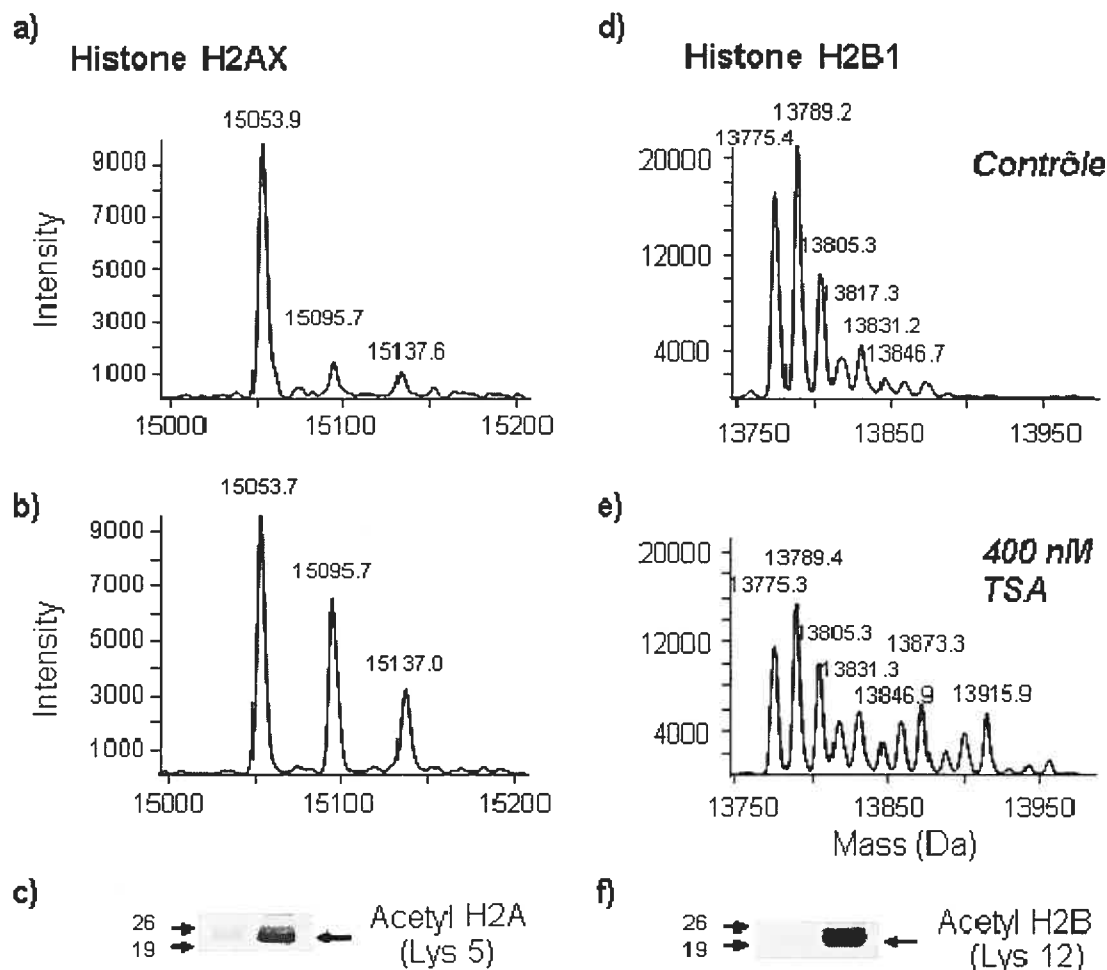 a)
Histone H2AX
15053.9
9000
7000
5000
3000
1000
Intensity
15095.7
15137.6
15000
15100
15200
d)
Histone H2B1
Contrôle
13789.2
13775.4
13805.3
13817.3
13831.2
13846.7
20000
12000
4000
13750
13850
13950
b)
15053.7
9000
7000
5000
3000
1000
Intensity
15095.7
15137.0
15000
15100
15200
e)
400 nM
TSA
13789.4
13775.3
13805.3
13873.3
13831.3
13846.9
13915.9
20000
12000
4000
13750
13850
13950
Mass (Da)
c)
26
19
Acetyl H2A
(Lys 5)
f)
26
19
Acetyl H2B
(Lys 12)